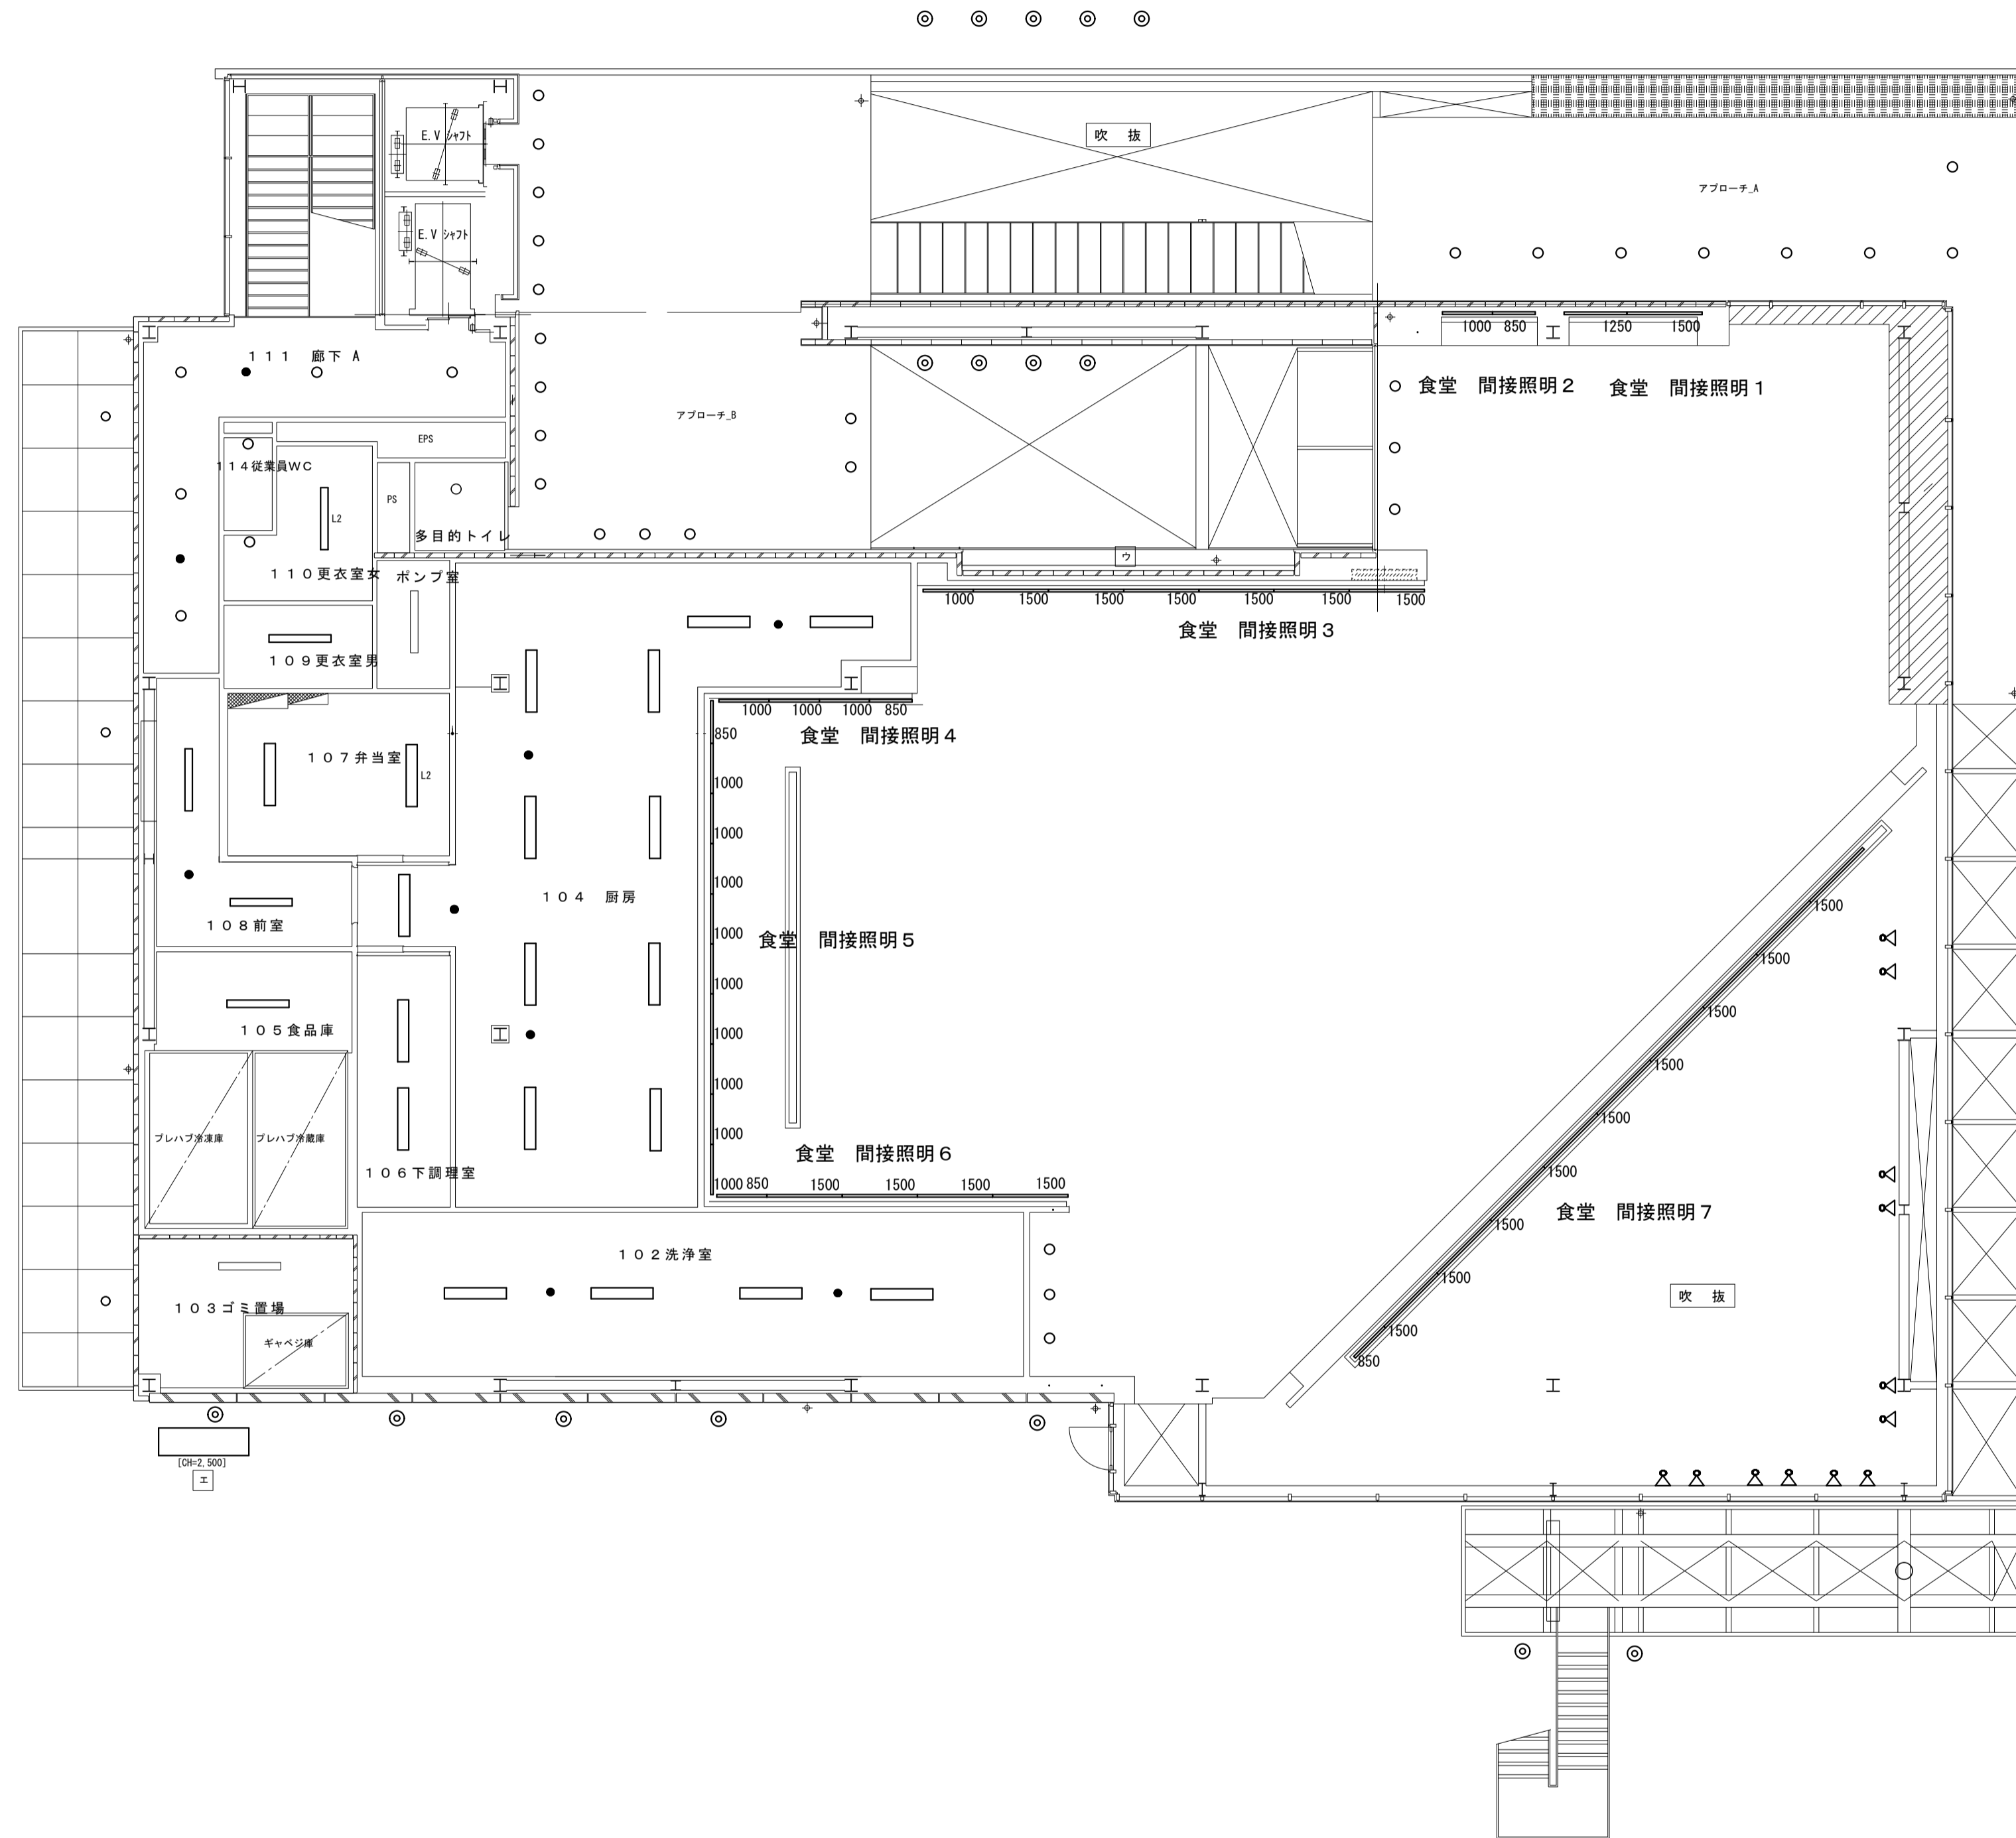 E.V シャフト
吹　抜
アプローチ_A
E.V シャフト
1000 850 1250 1500
１１１　廊下 A
食堂　間接照明２ 食堂　間接照明１
アプローチ_B
EPS
１１４従業員ＷＣ
PS
L2
多目的トイレ
ウ
１１０更衣室女 ポンプ室
1000 1500 1500 1500 1500 1500 1500
食堂　間接照明３
１０９更衣室男
1000 1000 1000 850
850
食堂　間接照明４
１０７弁当室
L2
1000
1000
1000
１０４　厨房
1500
１０８前室
1000
食堂　間接照明５
1500
1000
1500
１０５食品庫
1000
1500
1000
1500
プレハブ冷凍庫 プレハブ冷蔵庫
1000
食堂　間接照明６
１０６下調理室
1500
1000 850 1500 1500 1500 1500
食堂　間接照明７
1500
１０２洗浄室
1500
吹　抜
１０３ゴミ置場
1500
ギャベジ庫
850
[CH=2,500]
エ